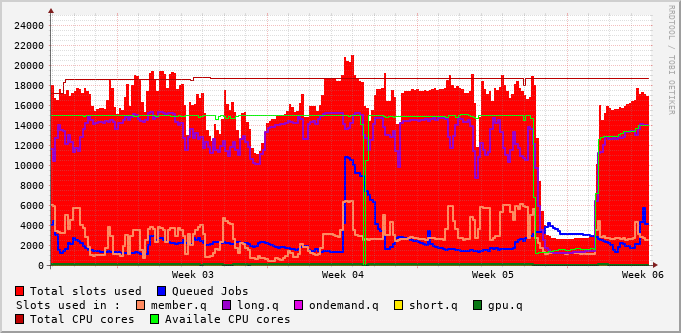 RRDTOOL / TOBI OETIKER
24000
22000
20000
18000
16000
14000
12000
10000
8000
6000
4000
2000
0
Week 03 Week 04 Week 05 Week 06
Total slots used Queued Jobs
Slots used in : member.q long.q ondemand.q short.q gpu.q
Total CPU cores Availale CPU cores